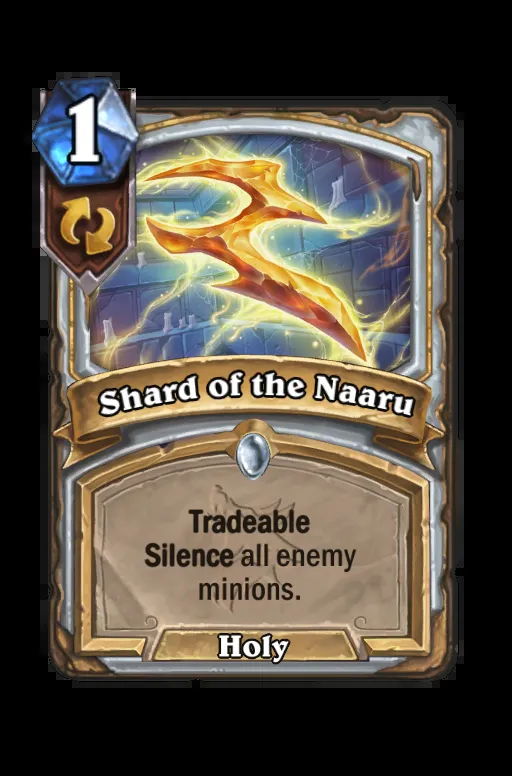 1
Shard of the Naaru
Tradeable
Silence all enemy
minions.
Holy